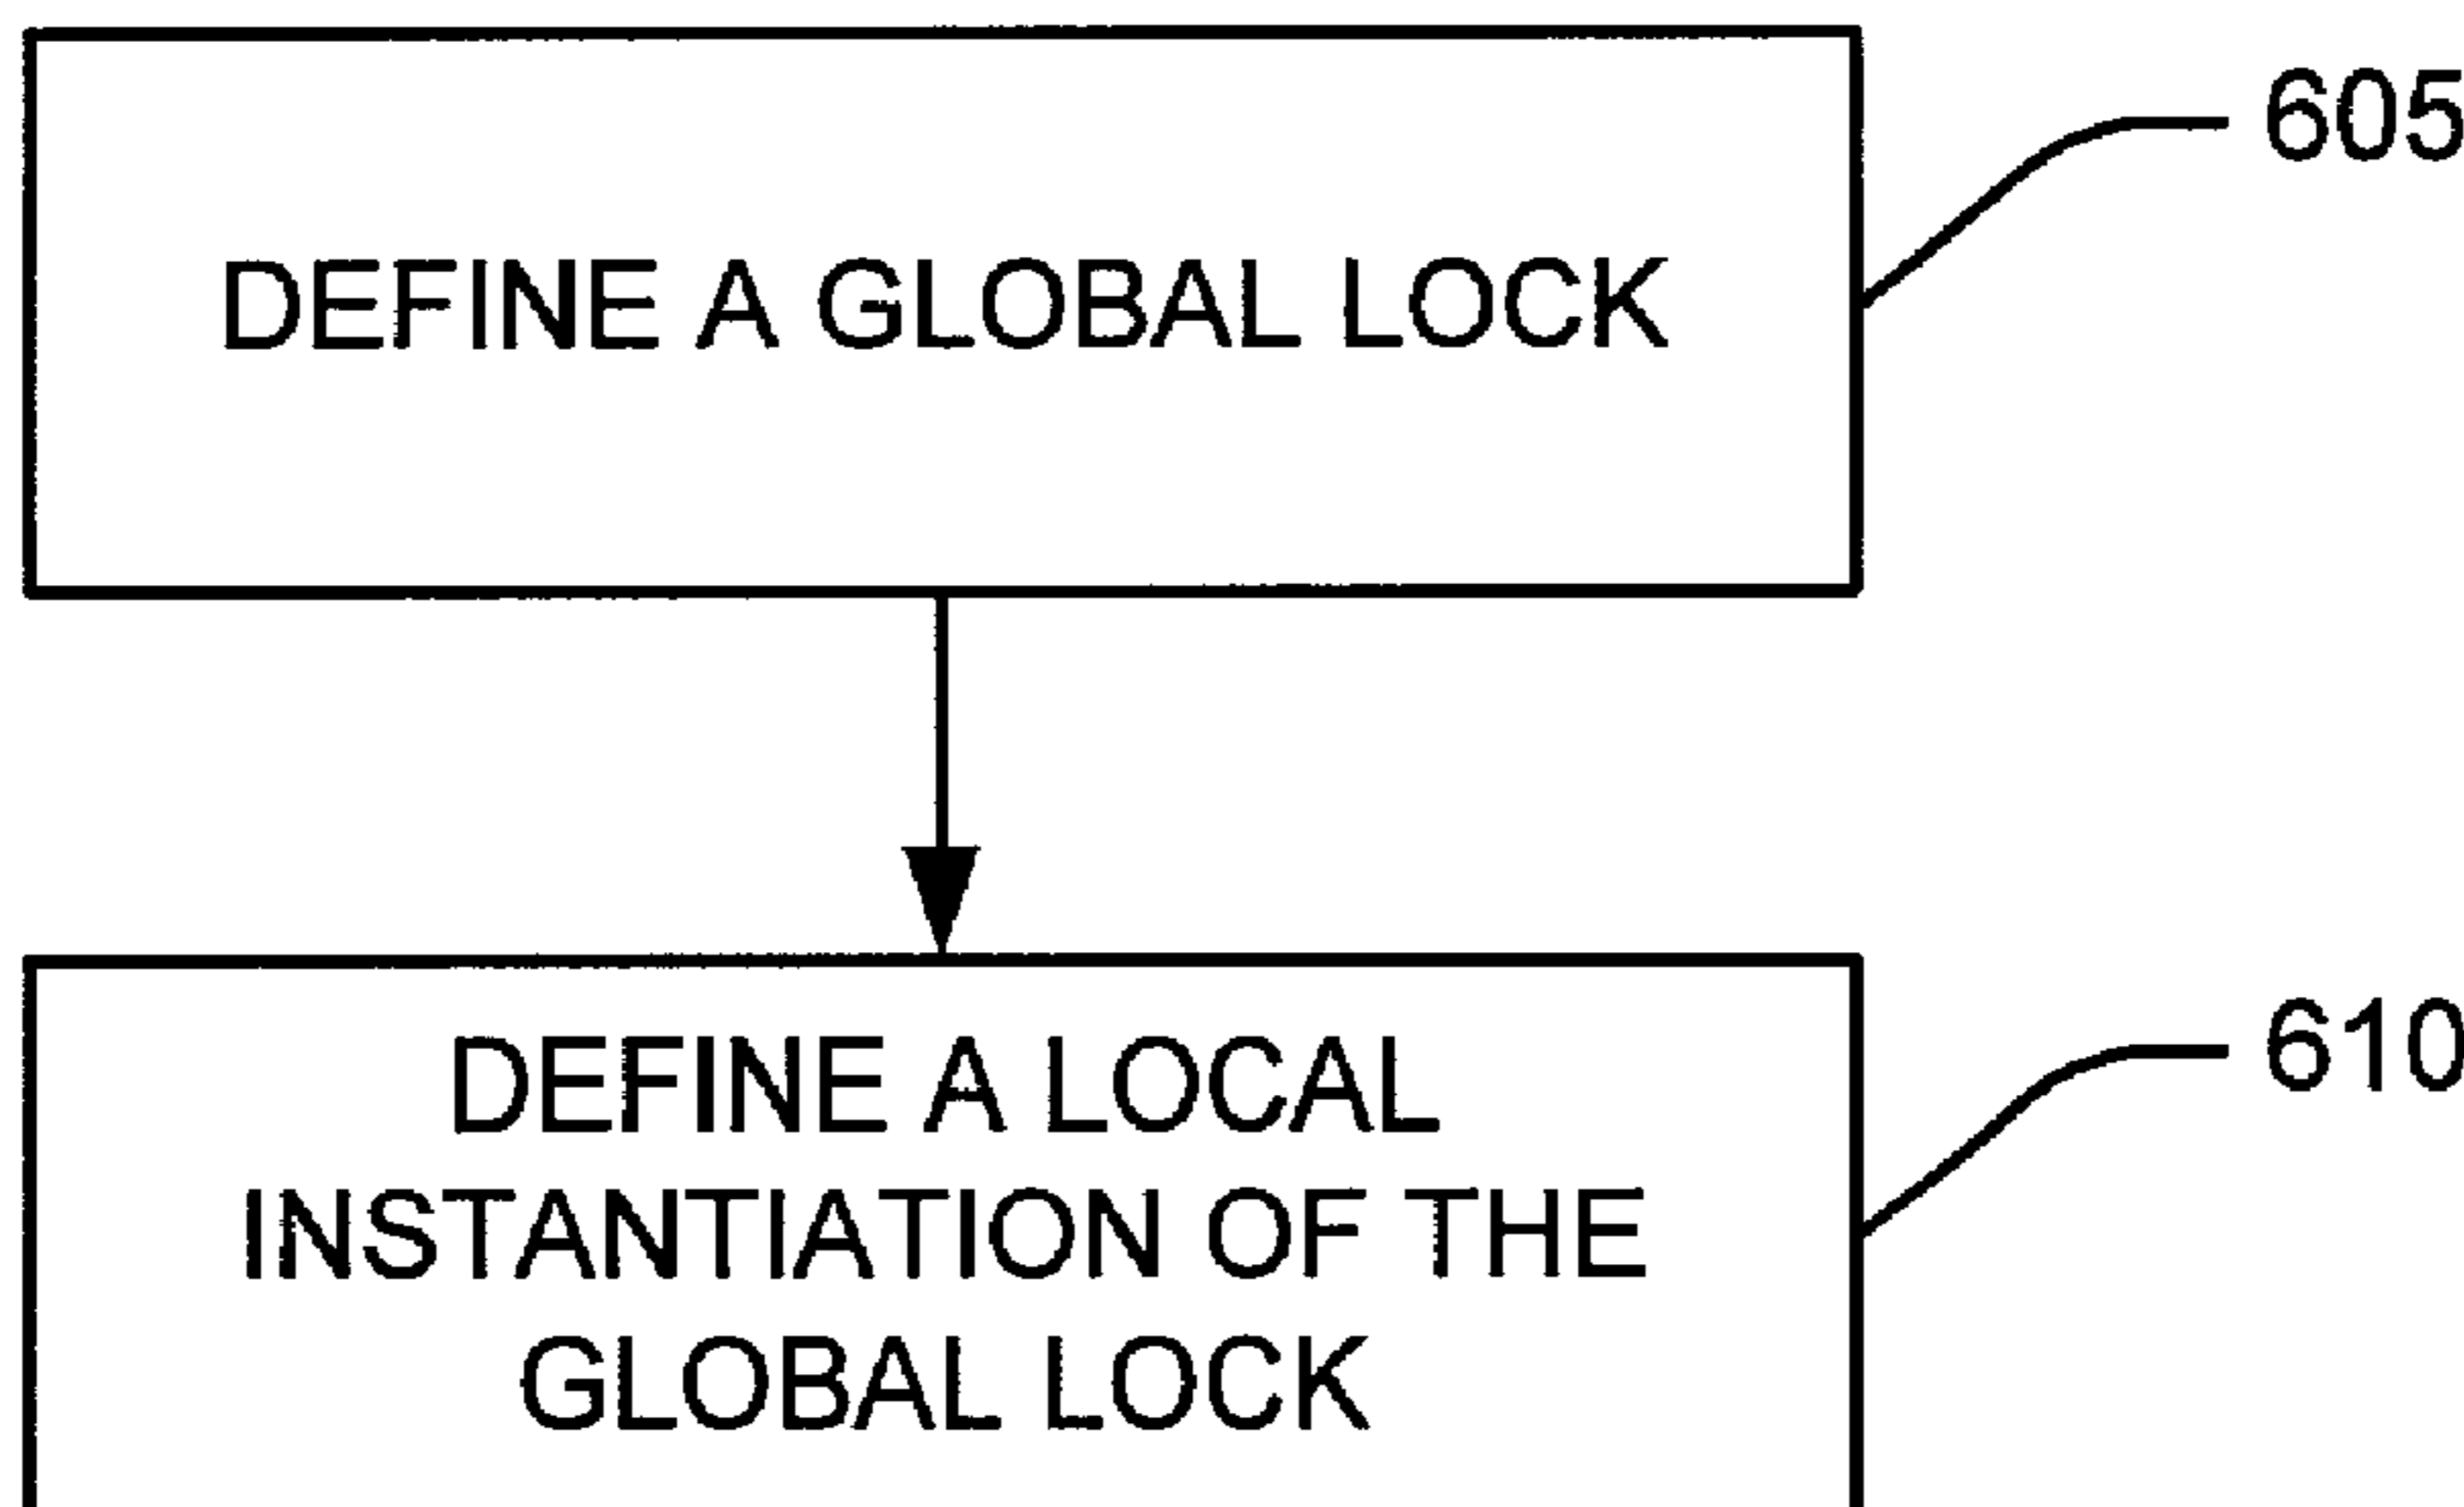 605
DEFINE A GLOBAL LOCK
610
DEFINE A LOCAL
INSTANTIATION OF THE
GLOBAL LOCK